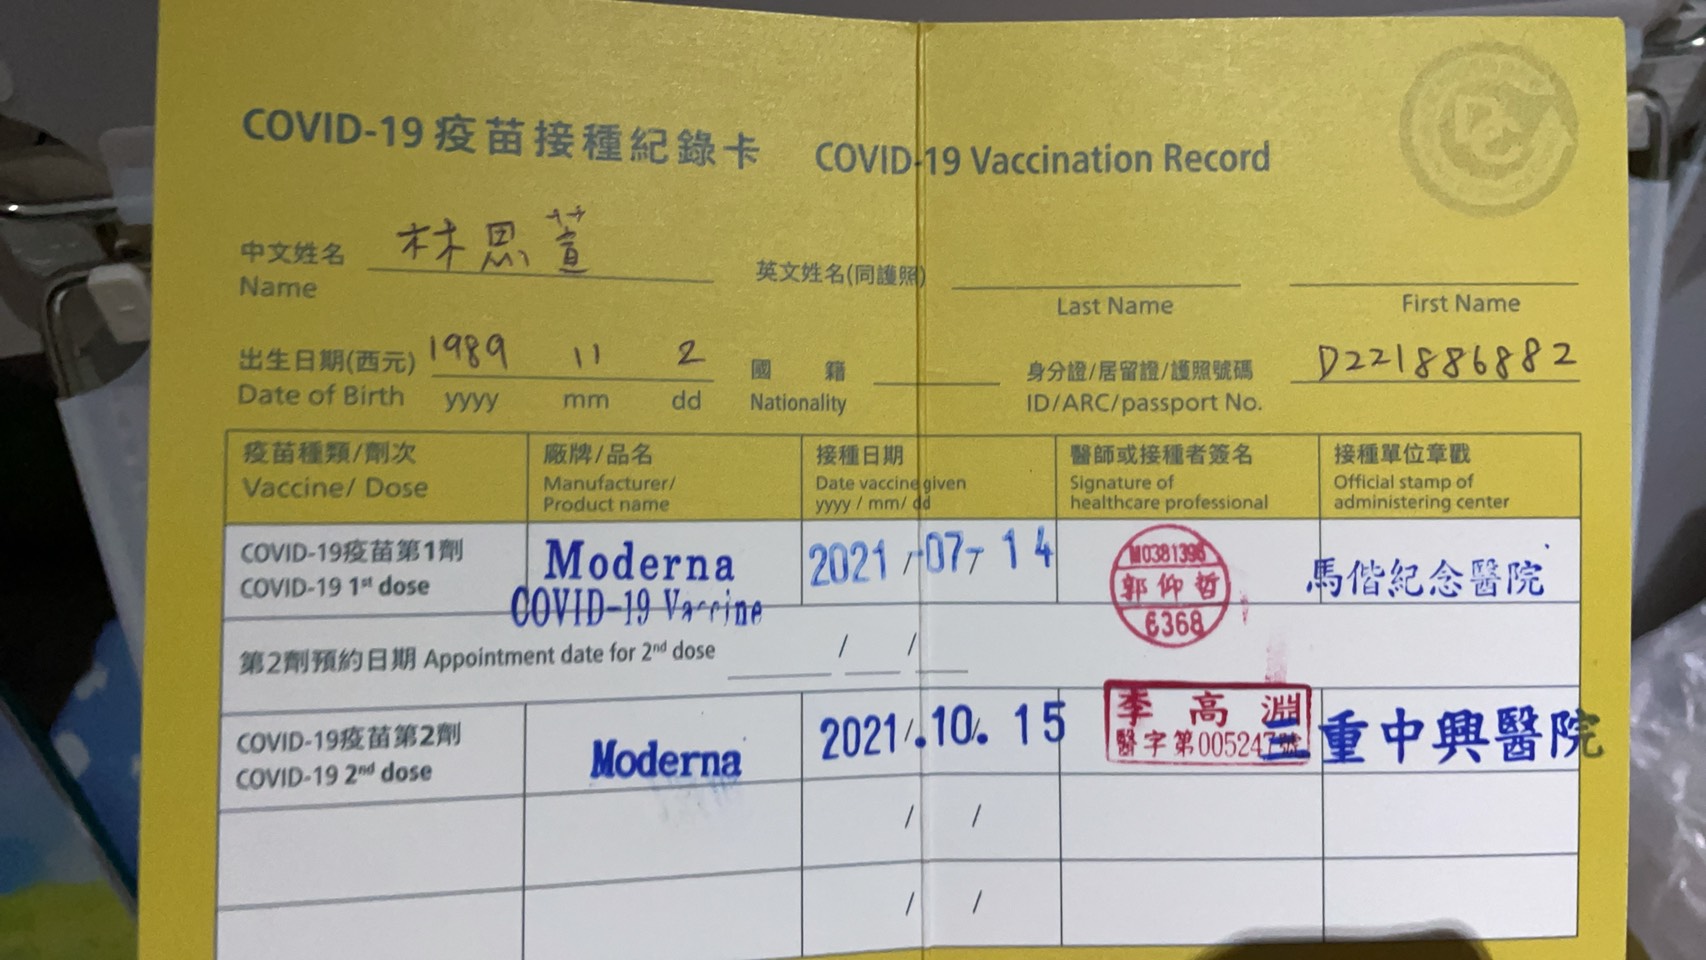 COVID-19 疫苗接種紀錄卡 COVID-19 Vaccination Record
中文姓名 林思萱 英文姓名(同護照)
Name Last Name First Name
出生日期(西元) 1989 11 2 國籍 身分證/居留證/護照號碼 D221886882
Date of Birth yyyy mm dd Nationality ID/ARC/passport No.
疫苗種類/劑次 廠牌/品名 接種日期 醫師或接種者簽名 接種單位章戳
Vaccine/ Dose Manufacturer/ Date vaccine given Signature of Official stamp of
Product name yyyy / mm/ dd healthcare professional administering center
COVID-19疫苗第1劑 Moderna 2021/07/14 M0381396 馬偕紀念醫院
COVID-19 1st dose COVID-19 Vaccine 郭仰哲
6368
第2劑預約日期 Appointment date for 2nd dose / /
COVID-19疫苗第2劑 Moderna 2021/.10/. 15 李高淵 三重中興醫院
COVID-19 2nd dose 醫字第005247號
/ /
/ /